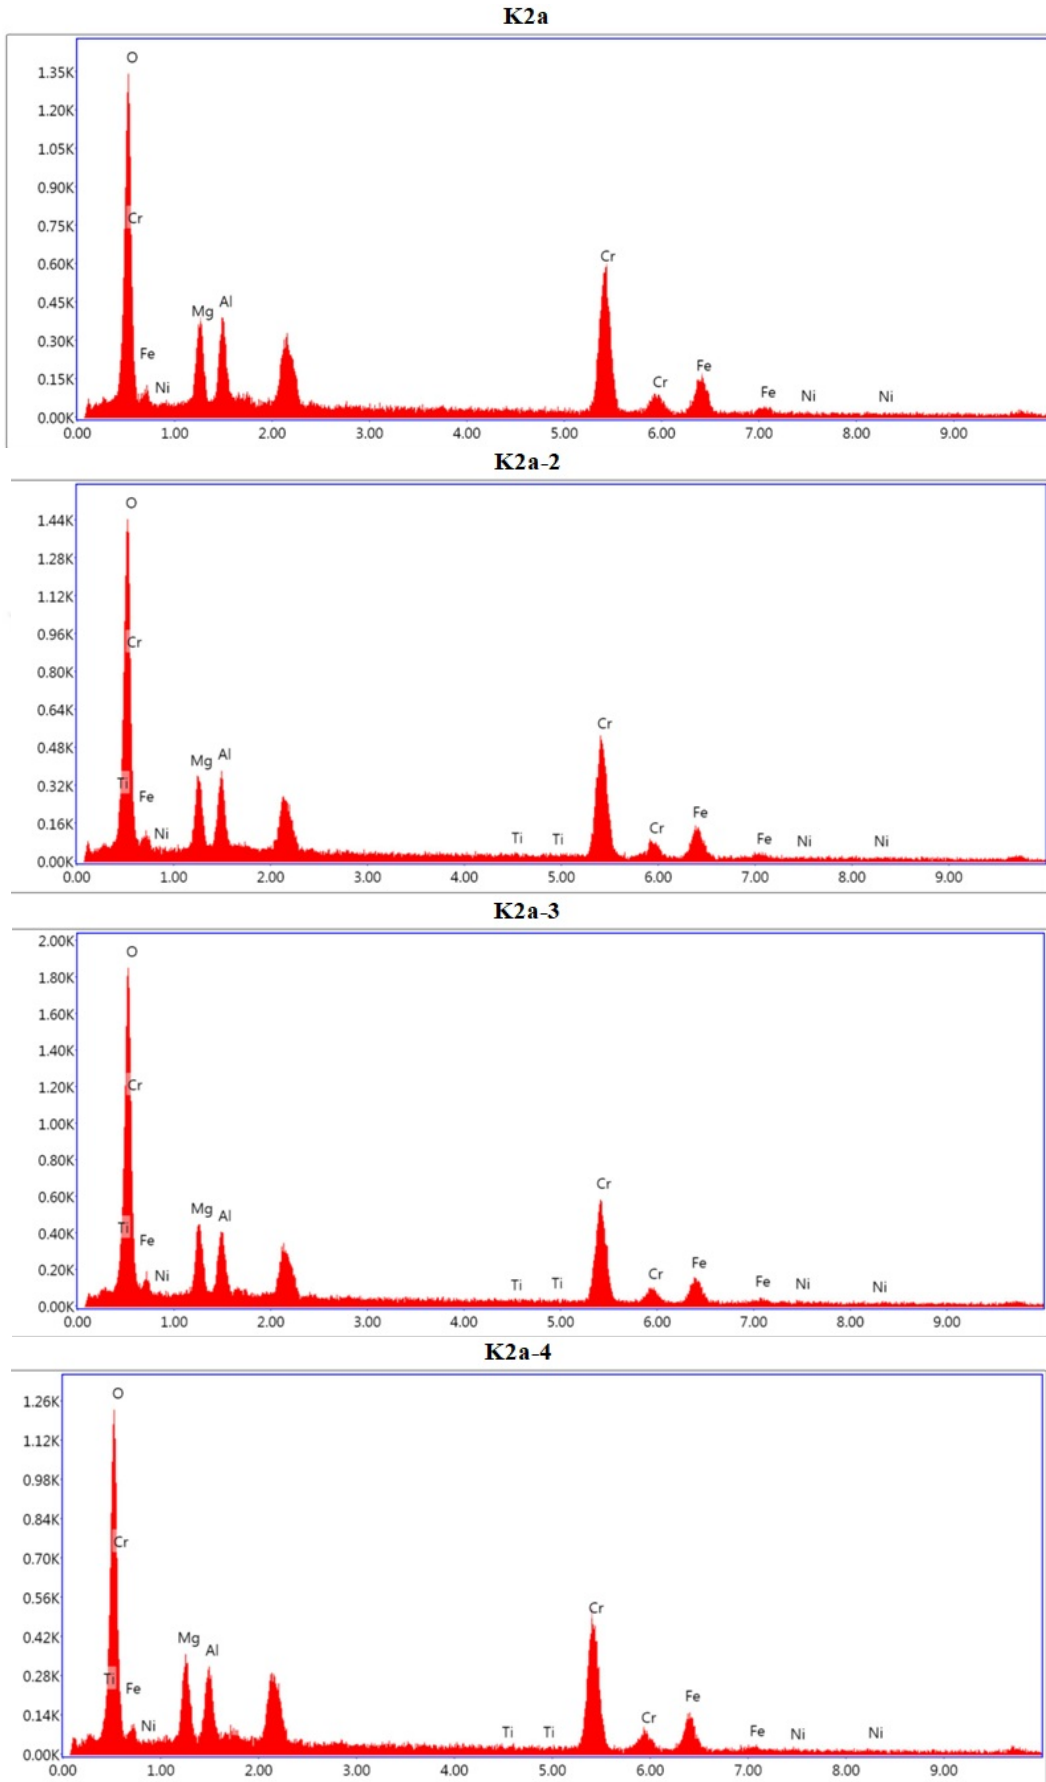 K2a
O
1.35K
1.20K
1.05K
0.90K
0.75K
Cr
0.60K
Cr
0.45K
Mg Al
0.30K
Fe
Fe
0.15K
Ni
Cr
Fe Ni Ni
0.00K
0.00 1.00 2.00 3.00 4.00 5.00 6.00 7.00 8.00 9.00
K2a-2
O
1.44K
1.28K
1.12K
0.96K
Cr
0.80K
0.64K
Cr
0.48K
Mg Al
0.32K
Ti
Fe
Fe
0.16K
Ni
Ti Ti
Cr
Fe Ni Ni
0.00K
0.00 1.00 2.00 3.00 4.00 5.00 6.00 7.00 8.00 9.00
K2a-3
2.00K
O
1.80K
1.60K
1.40K
1.20K
Cr
1.00K
0.80K
Cr
0.60K
Mg Al
0.40K
Ti
Fe
Fe
0.20K
Ni
Ti Ti
Cr
Fe Ni Ni
0.00K
0.00 1.00 2.00 3.00 4.00 5.00 6.00 7.00 8.00 9.00
K2a-4
O
1.26K
1.12K
0.98K
0.84K
Cr
0.70K
0.56K
Cr
0.42K
Mg Al
0.28K
Ti
Fe
Fe
0.14K
Ni
Ti Ti
Cr
Fe Ni Ni
0.00K
0.00 1.00 2.00 3.00 4.00 5.00 6.00 7.00 8.00 9.00